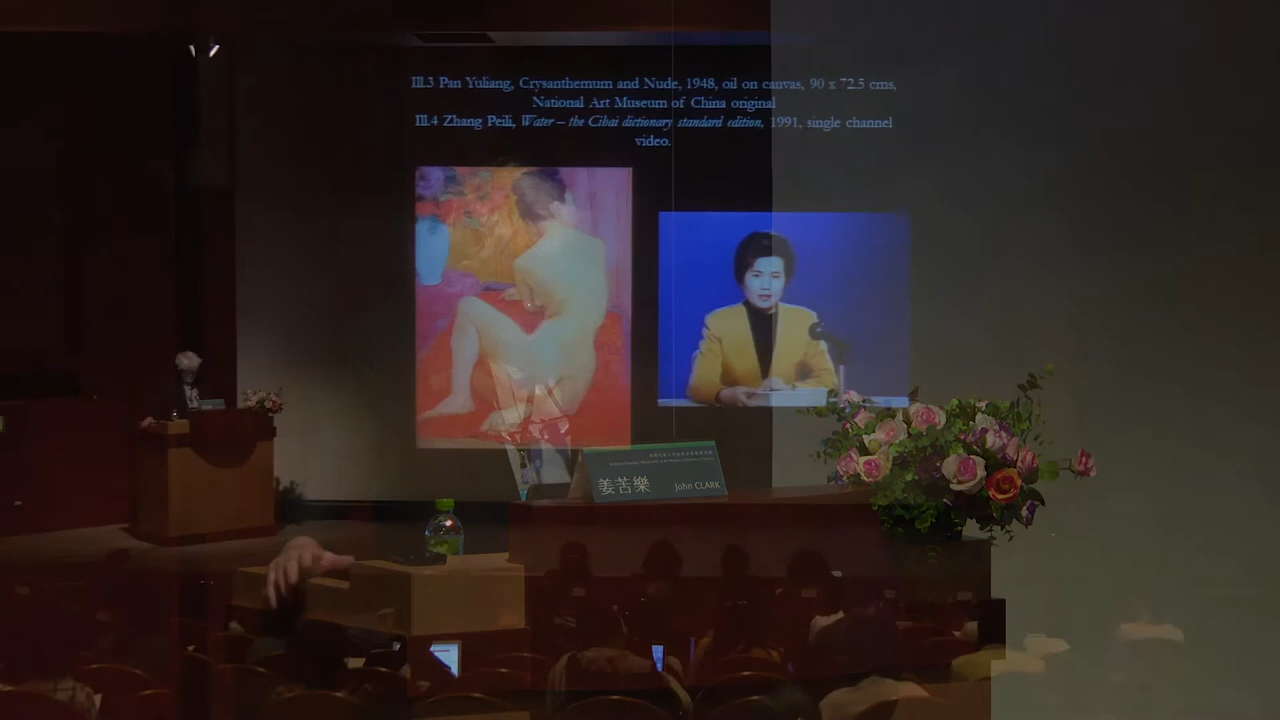 Ill.3 Pan Yuliang, Crysanthemum and Nude, 1948, oil on canvas, 90 x 72.5 cms,
National Art Museum of China original
Ill.4 Zhang Peili, Water – the Cihai dictionary standard edition, 1991, single channel
video.
姜苦樂 John CLARK